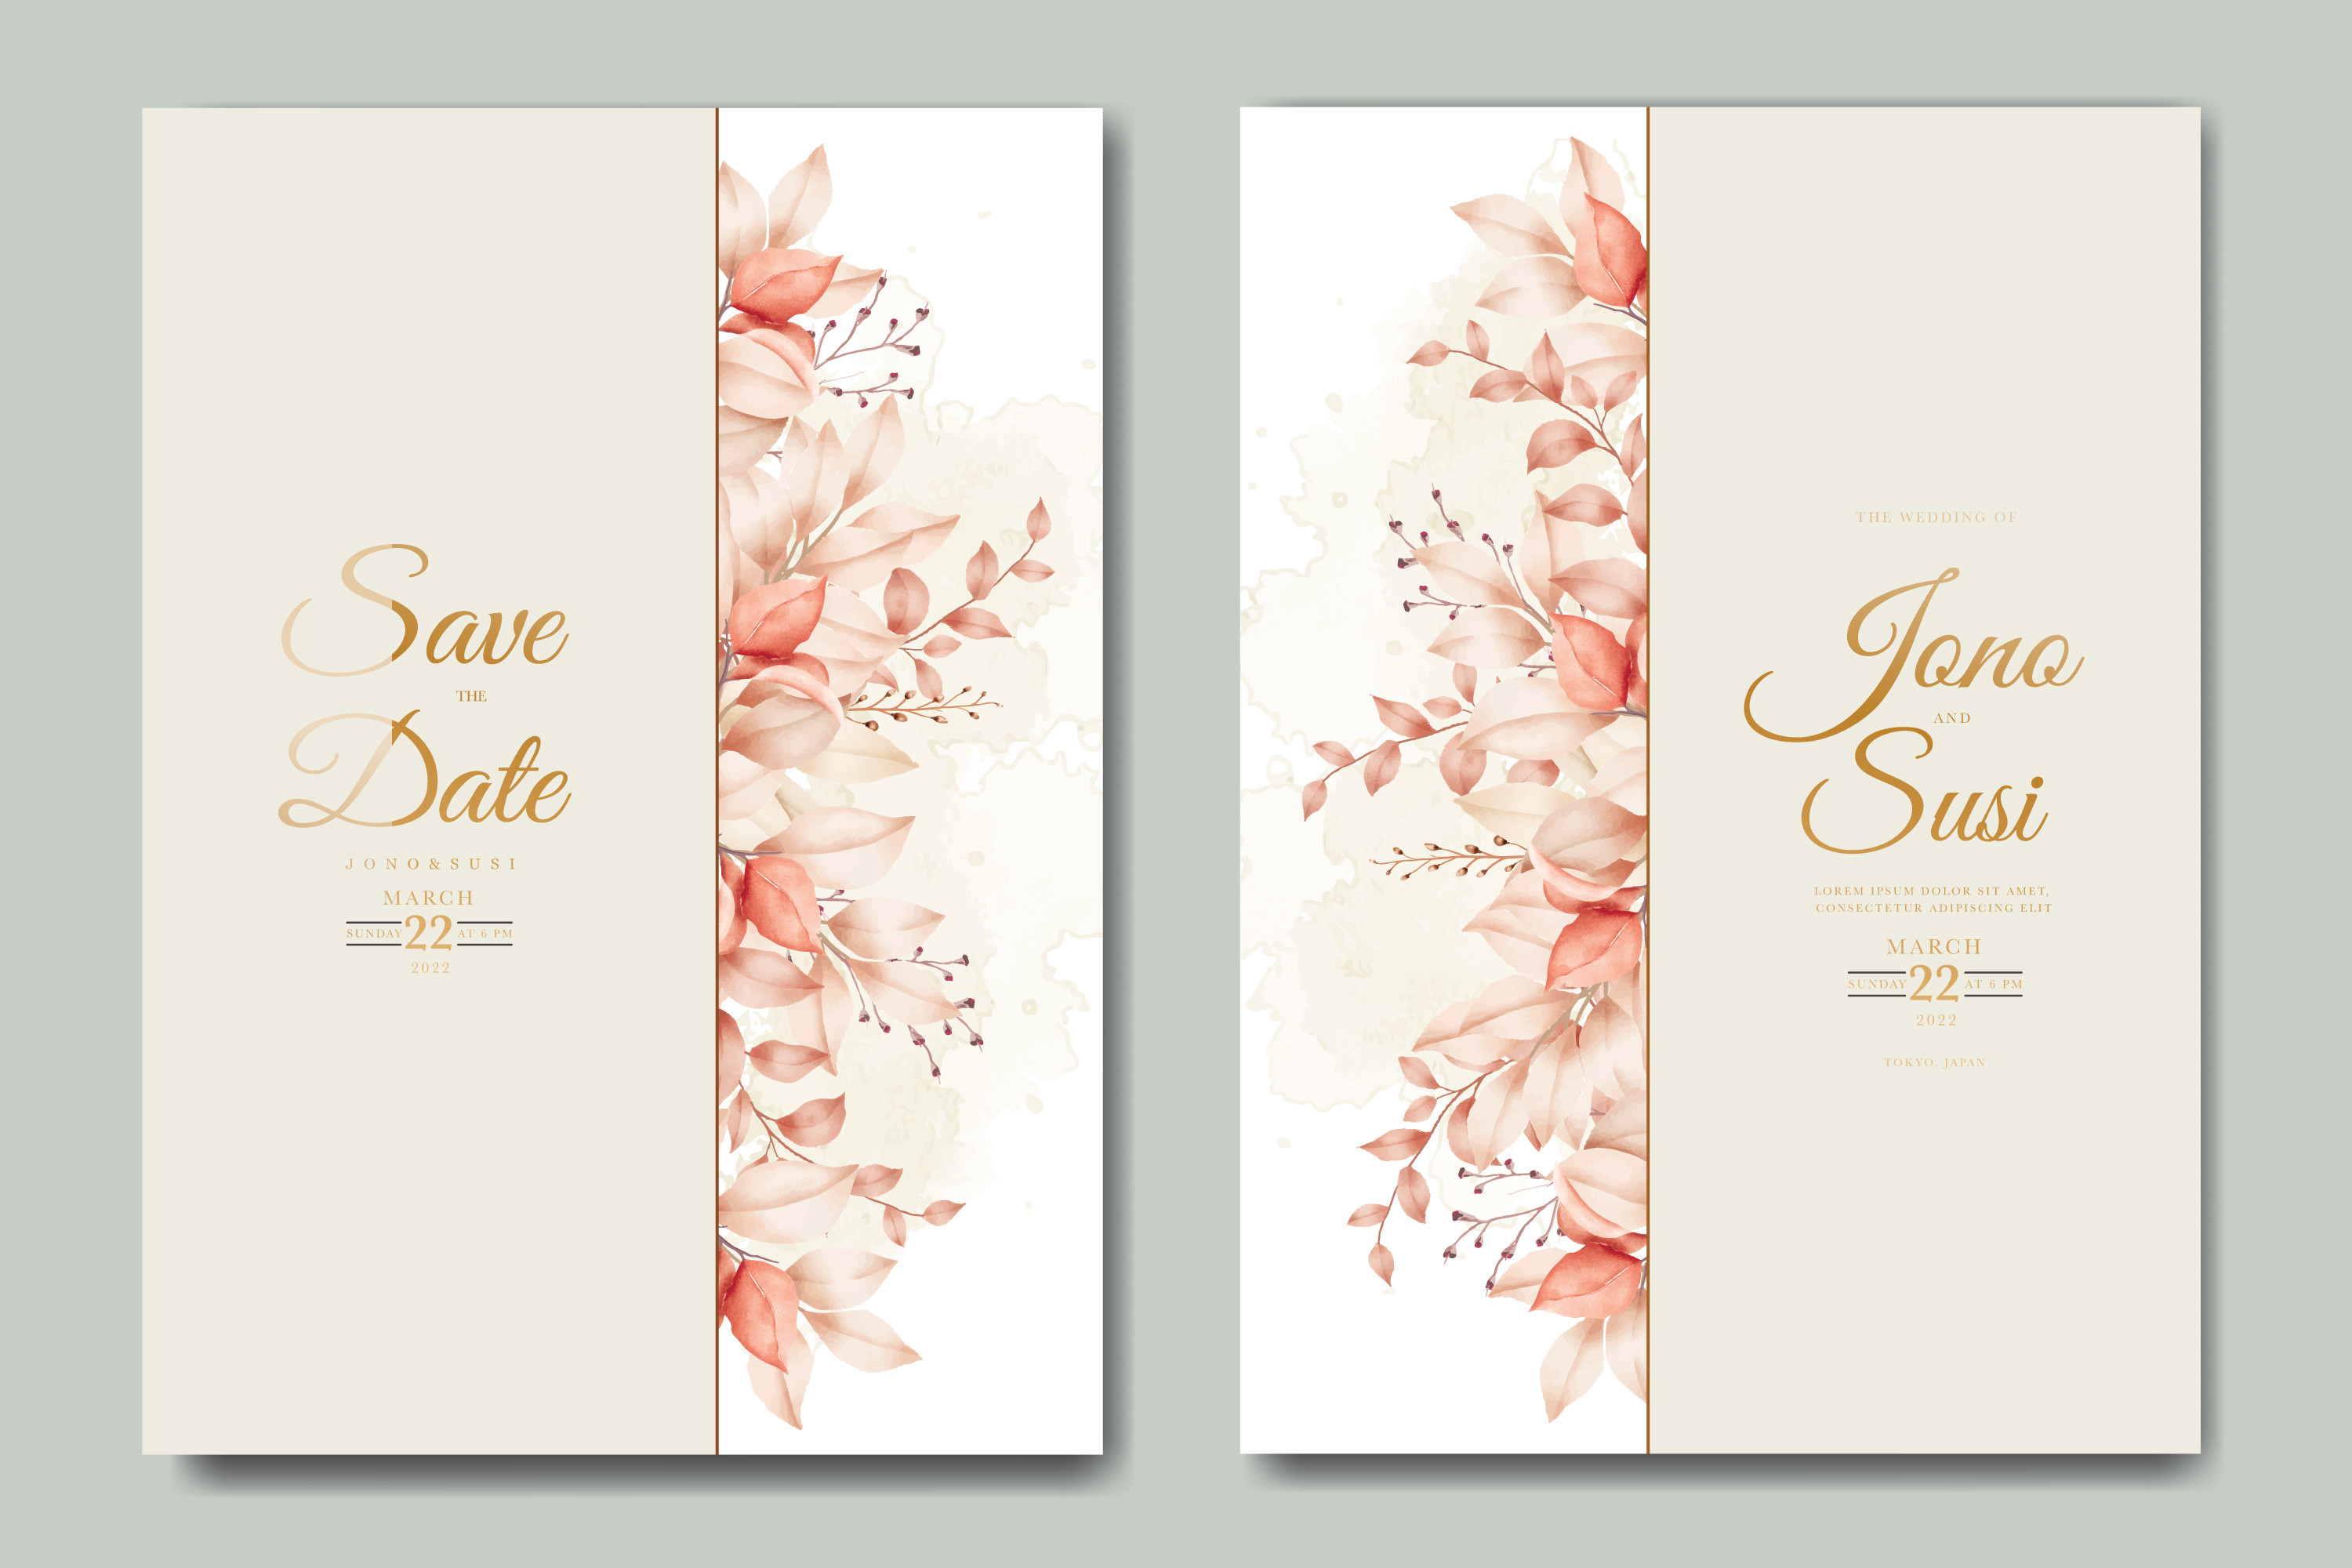 Save
THE
Date
JONO&SUSI
MARCH
SUNDAY 22 AT 6 PM
2022
THE WEDDING OF
Jono
AND
Susi
LOREM IPSUM DOLOR SIT AMET,
CONSECTETUR ADIPISCING ELIT
MARCH
SUNDAY 22 AT 6 PM
2022
TOKYO, JAPAN